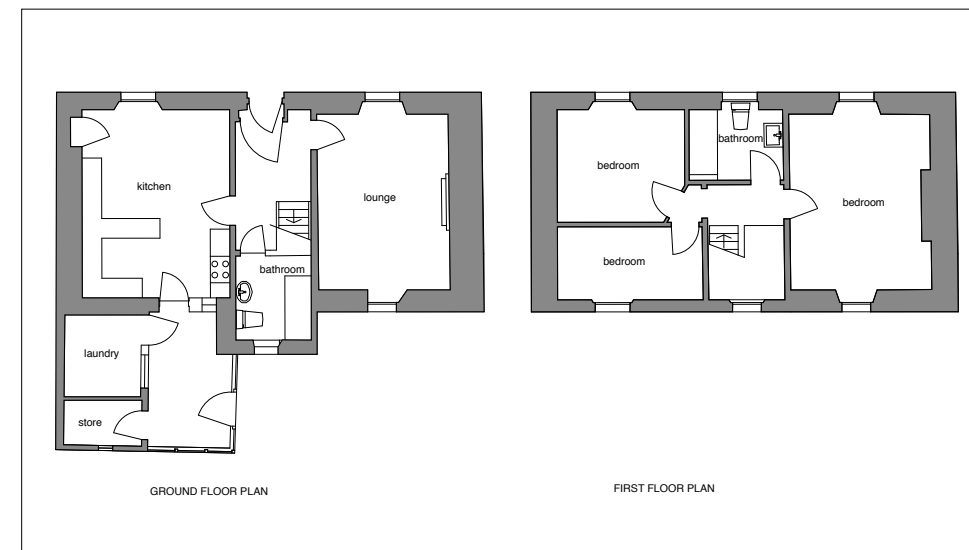 kitchen
lounge
bathroom
laundry
store
GROUND FLOOR PLAN
bedroom
bathroom
bedroom
bedroom
FIRST FLOOR PLAN